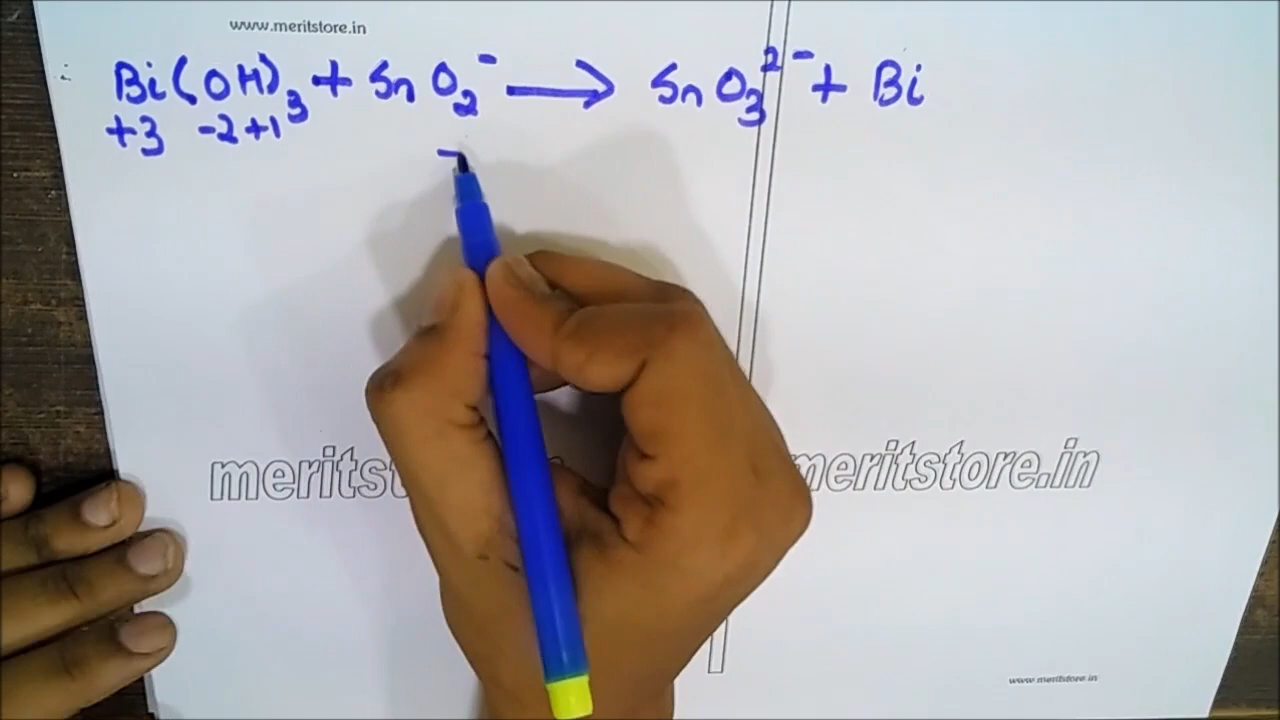 www.meritstore.in
Bi(OH)₃ + SnO₂⁻ ⟶ SnO₃²⁻ + Bi
+3 -2+1
meritst
meritstore.in
www.meritstore.in